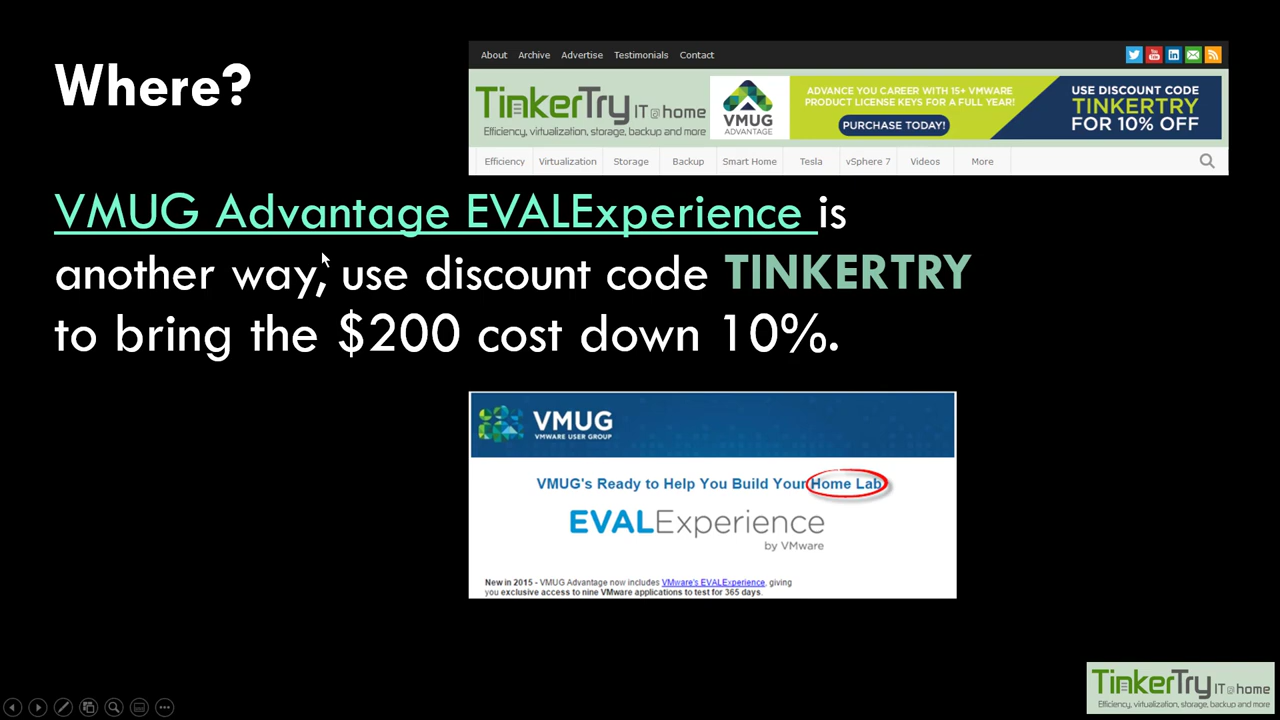 Where?
About Archive Advertise Testimonials Contact
TinkerTry IT@home
Efficiency, virtualization, storage, backup and more
VMUG
ADVANTAGE
ADVANCE YOU CAREER WITH 15+ VMWARE
PRODUCT LICENSE KEYS FOR A FULL YEAR!
PURCHASE TODAY!
USE DISCOUNT CODE
TINKERTRY
FOR 10% OFF
Efficiency Virtualization Storage Backup Smart Home Tesla vSphere 7 Videos More
VMUG Advantage EVALExperience is
another way, use discount code TINKERTRY
to bring the $200 cost down 10%.
VMUG
VMWARE USER GROUP
VMUG's Ready to Help You Build Your Home Lab
EVALExperience
by VMware
New in 2015 - VMUG Advantage now includes VMware's EVALExperience, giving
you exclusive access to nine VMware applications to test for 365 days.
TinkerTry IT@home
Efficiency, virtualization, storage, backup and more